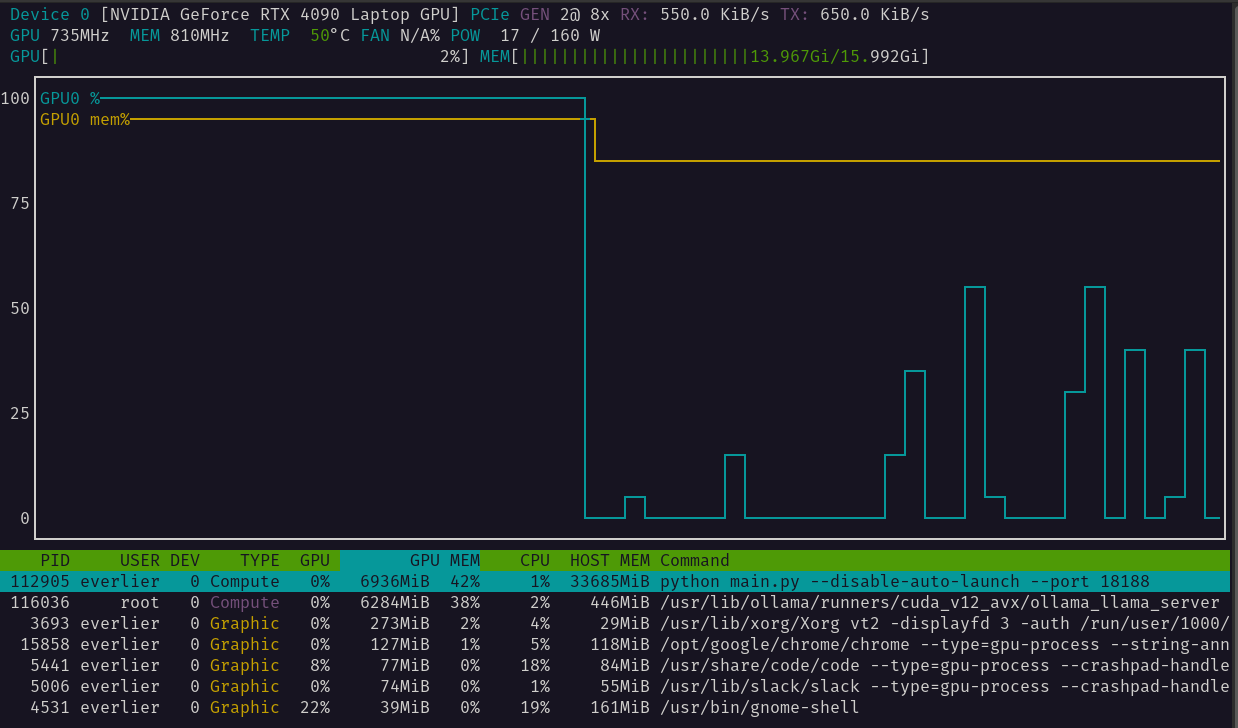 Device 0 [NVIDIA GeForce RTX 4090 Laptop GPU] PCIe GEN 2@ 8x RX: 550.0 KiB/s TX: 650.0 KiB/s
GPU 735MHz MEM 810MHz TEMP 50°C FAN N/A% POW 17 / 160 W
GPU[| 2%] MEM[|||||||||||||||||||||||13.967Gi/15.992Gi]
100 GPU0 %
GPU0 mem%
75
50
25
0
PID USER DEV TYPE GPU GPU MEM CPU HOST MEM Command
112905 everlier 0 Compute 0% 6936MiB 42% 1% 33685MiB python main.py --disable-auto-launch --port 18188
116036 root 0 Compute 0% 6284MiB 38% 2% 446MiB /usr/lib/ollama/runners/cuda_v12_avx/ollama_llama_server
3693 everlier 0 Graphic 0% 273MiB 2% 4% 29MiB /usr/lib/xorg/Xorg vt2 -displayfd 3 -auth /run/user/1000/
15858 everlier 0 Graphic 0% 127MiB 1% 5% 118MiB /opt/google/chrome/chrome --type=gpu-process --string-ann
5441 everlier 0 Graphic 8% 77MiB 0% 18% 84MiB /usr/share/code/code --type=gpu-process --crashpad-handle
5006 everlier 0 Graphic 0% 74MiB 0% 1% 55MiB /usr/lib/slack/slack --type=gpu-process --crashpad-handle
4531 everlier 0 Graphic 22% 39MiB 0% 19% 161MiB /usr/bin/gnome-shell